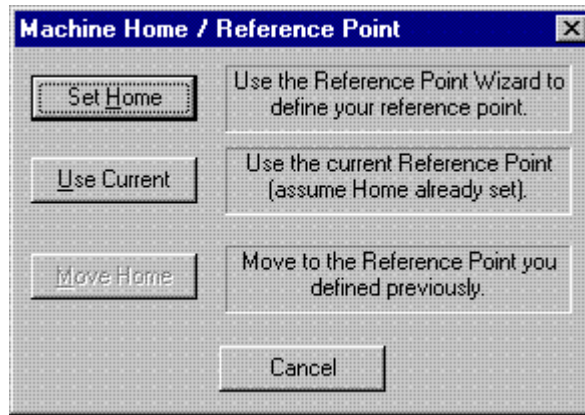 Machine Home / Reference Point
Set Home
Use the Reference Point Wizard to
define your reference point.
Use Current
Use the current Reference Point
(assume Home already set).
Move Home
Move to the Reference Point you
defined previously.
Cancel